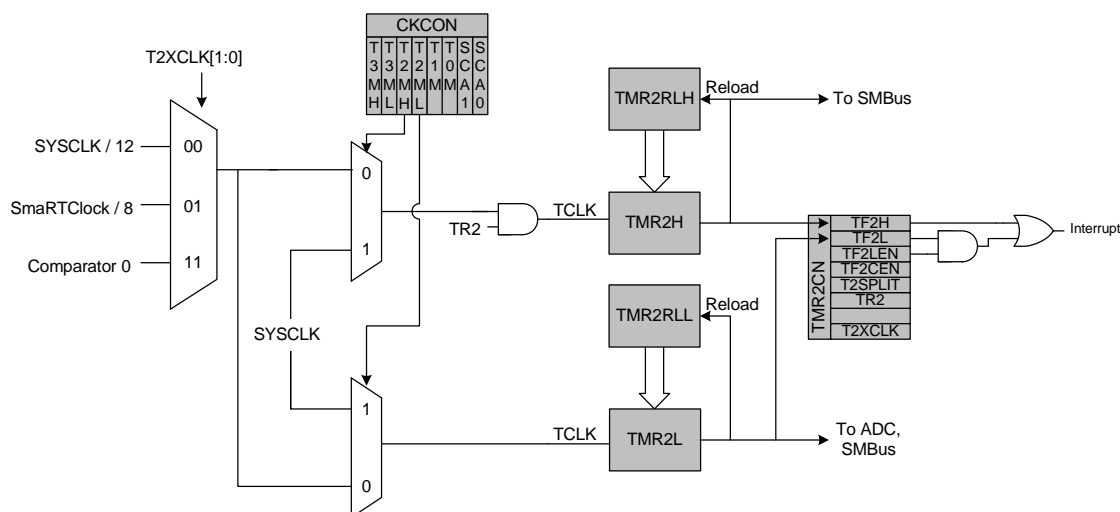 CKCON
T3MH
T3ML
T2MH
T2ML
T1M
T0M
SCA1
SCA0
T2XCLK[1:0]
SYSCLK / 12
00
SmaRTClock / 8
01
Comparator 0
11
0
1
SYSCLK
1
0
TR2
TCLK
TMR2RLH
Reload
To SMBus
TMR2H
TMR2CN
TF2H
TF2L
TF2LEN
TF2CEN
T2SPLIT
TR2
T2XCLK
Interrupt
TMR2RLL
Reload
TCLK
TMR2L
To ADC,
SMBus